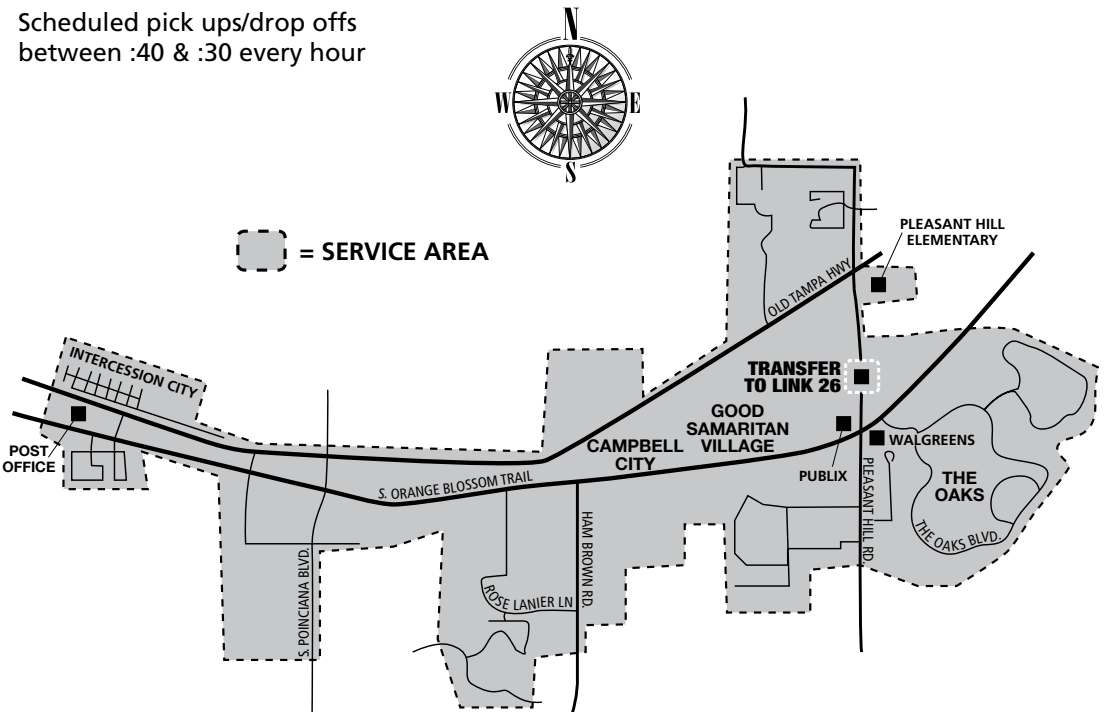 Scheduled pick ups/drop offs
between :40 & :30 every hour
N
W
E
S
= SERVICE AREA
PLEASANT HILL
ELEMENTARY
OLD TAMPA HWY
INTERCESSION CITY
TRANSFER
TO LINK 26
GOOD
SAMARITAN
VILLAGE
CAMPBELL
CITY
WALGREENS
POST
OFFICE
PUBLIX
THE
OAKS
S. ORANGE BLOSSOM TRAIL
PLEASANT HILL RD.
THE OAKS BLVD.
HAM BROWN RD.
S. POINCIANA BLVD.
ROSE LANIER LN